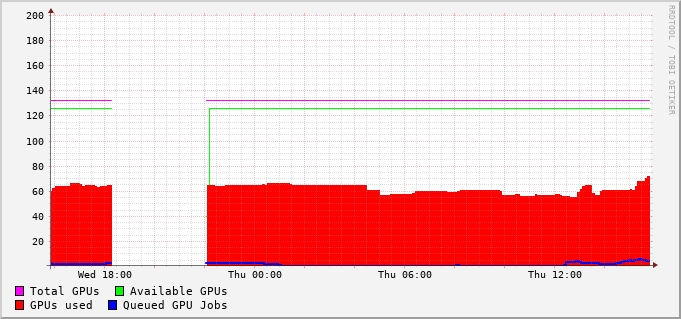 200
180
160
140
120
100
80
60
40
20
Wed 18:00 Thu 00:00 Thu 06:00 Thu 12:00
Total GPUs Available GPUs
GPUs used Queued GPU Jobs
RRDTOOL / TOBI OETIKER